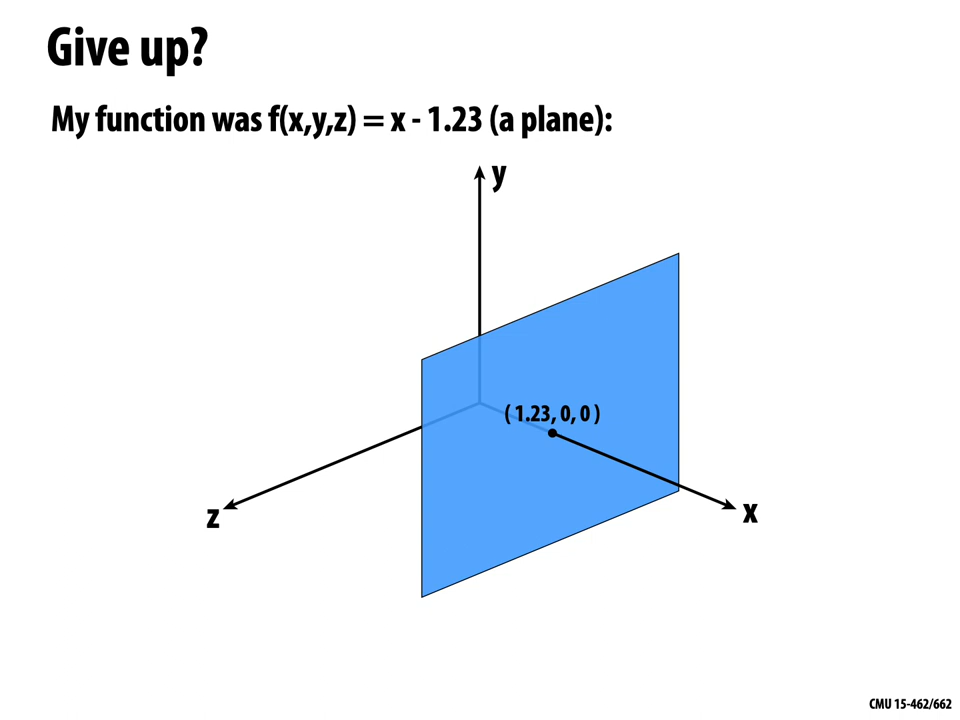 Give up?
My function was f(x,y,z) = x - 1.23 (a plane):
y
( 1.23, 0, 0 )
z
x
CMU 15-462/662